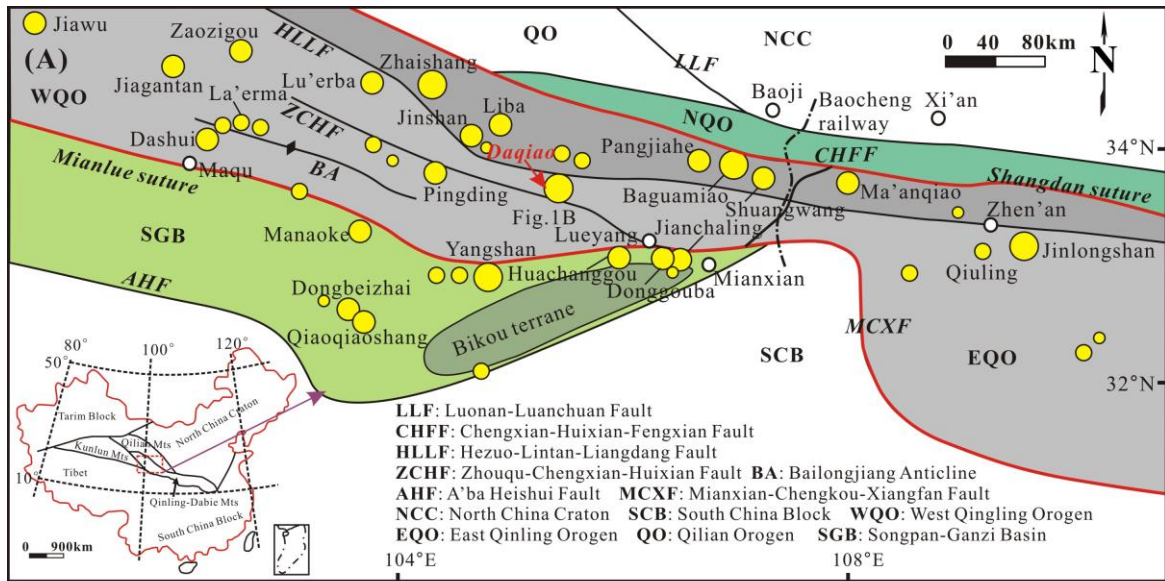 (A)
Jiawu
Zaozigou
HLLF
QO
NCC
0 40 80km
N
Jiagantan
WQO
Lu'erba
Zhaishang
LLF
Baoji
Baocheng
railway
Xi'an
La'erma
ZCHF
Jinshan
Liba
NQO
Dashui
Daqiao
Pangjiahe
CHFF
34°N
Mianlue suture
Maqu
BA
Pingding
Baguamiao
Shuangwang
Ma'anqiao
Shangdan suture
Fig.1B
Zhen'an
SGB
Manaoke
Lueyang
Jianchaling
Jinlongshan
Yangshan
Huachanggou
Mianxian
Qiuling
AHF
Donggouba
Dongbeizhai
Qiaoqiaoshang
Bikou terrane
MCXF
SCB
EQO
32°N
80°
100°
120°
50°
Tarim Block
North China Craton
Qilian Mts
Kunlun Mts
Tibet
10°
Qinling-Dabie Mts
South China Block
0 900km
LLF: Luonan-Luanchuan Fault
CHFF: Chengxian-Huixian-Fengxian Fault
HLLF: Hezuo-Lintan-Liangdang Fault
ZCHF: Zhouqu-Chengxian-Huixian Fault BA: Bailongjiang Anticline
AHF: A'ba Heishui Fault MCXF: Mianxian-Chengkou-Xiangfan Fault
NCC: North China Craton SCB: South China Block WQO: West Qingling Orogen
EQO: East Qinling Orogen QO: Qilian Orogen SGB: Songpan-Ganzi Basin
104°E
108°E